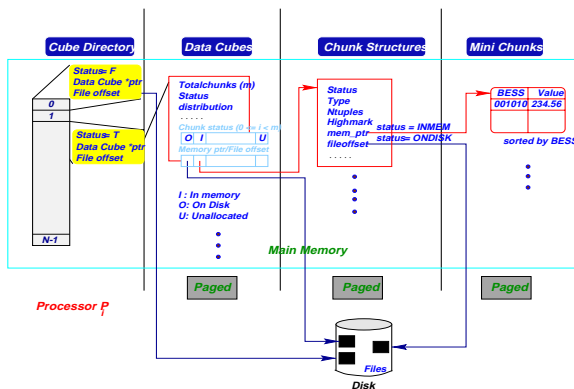 Cube Directory
Data Cubes
Chunk Structures
Mini Chunks
Status= F
Data Cube *ptr
File offset
0
1
Status= T
Data Cube *ptr
File offset
N-1
Totalchunks (m)
Status
distribution
. . . . .
Chunk status (0 <= i < m)
O I U
Memory ptr/File offset
I : In memory
O: On Disk
U: Unallocated
Status
Type
Ntuples
Highmark
mem_ptr
fileoffset
. . . . .
status = INMEM
status= ONDISK
BESS Value
001010 234.56
sorted by BESS
Main Memory
Paged
Paged
Paged
Processor P
i
Files
Disk